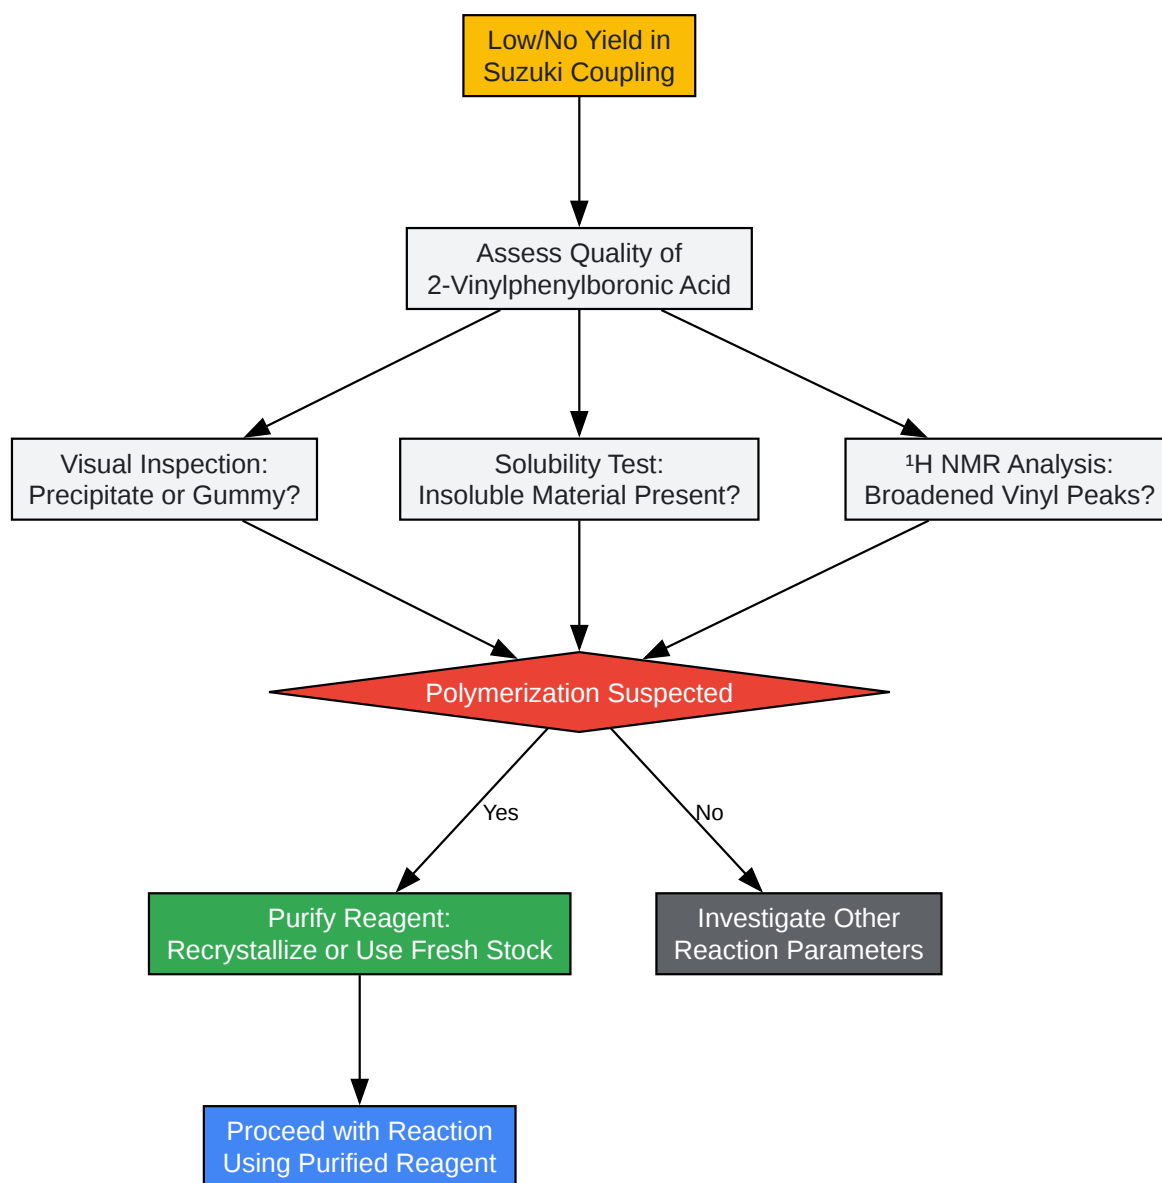 Low/No Yield in
Suzuki Coupling
Assess Quality of
2-Vinylphenylboronic Acid
Visual Inspection:
Precipitate or Gummy?
Solubility Test:
Insoluble Material Present?
¹H NMR Analysis:
Broadened Vinyl Peaks?
Polymerization Suspected
Yes
No
Purify Reagent:
Recrystallize or Use Fresh Stock
Investigate Other
Reaction Parameters
Proceed with Reaction
Using Purified Reagent